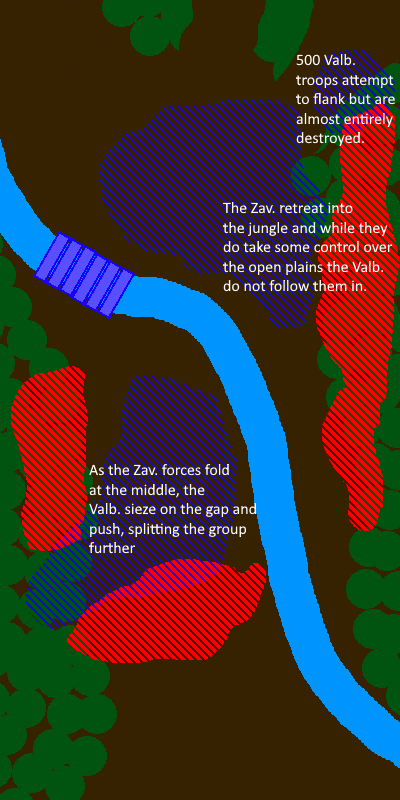 500 Valb.
troops attempt
to flank but are
almost entirely
destroyed.
The Zav. retreat into
the jungle and while they
do take some control over
the open plains the Valb.
do not follow them in.
As the Zav. forces fold
at the middle, the
Valb. sieze on the gap and
push, splitting the group
further